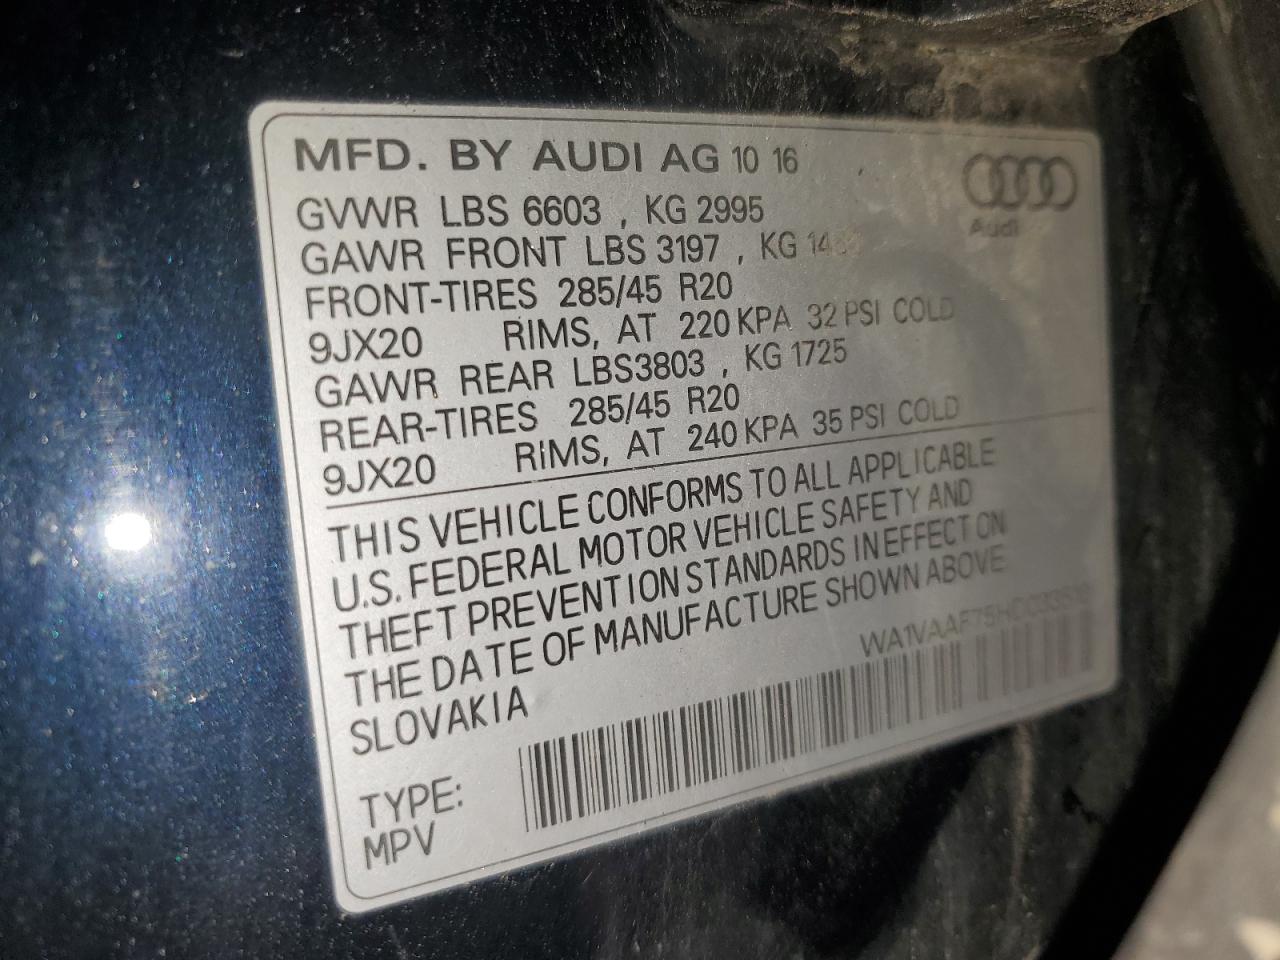 MFD. BY AUDI AG 10 16
Audi
GVWR LBS 6603 , KG 2995
GAWR FRONT LBS 3197 , KG
FRONT-TIRES 285/45 R20
9JX20 RIMS, AT 220 KPA 32 PSI COLD
GAWR REAR LBS3803 , KG 1725
REAR-TIRES 285/45 R20
9JX20 RIMS, AT 240 KPA 35 PSI COLD
THIS VEHICLE CONFORMS TO ALL APPLICABLE
U.S. FEDERAL MOTOR VEHICLE SAFETY AND
THEFT PREVENTION STANDARDS IN EFFECT ON
THE DATE OF MANUFACTURE SHOWN ABOVE
SLOVAKIA
TYPE:
MPV